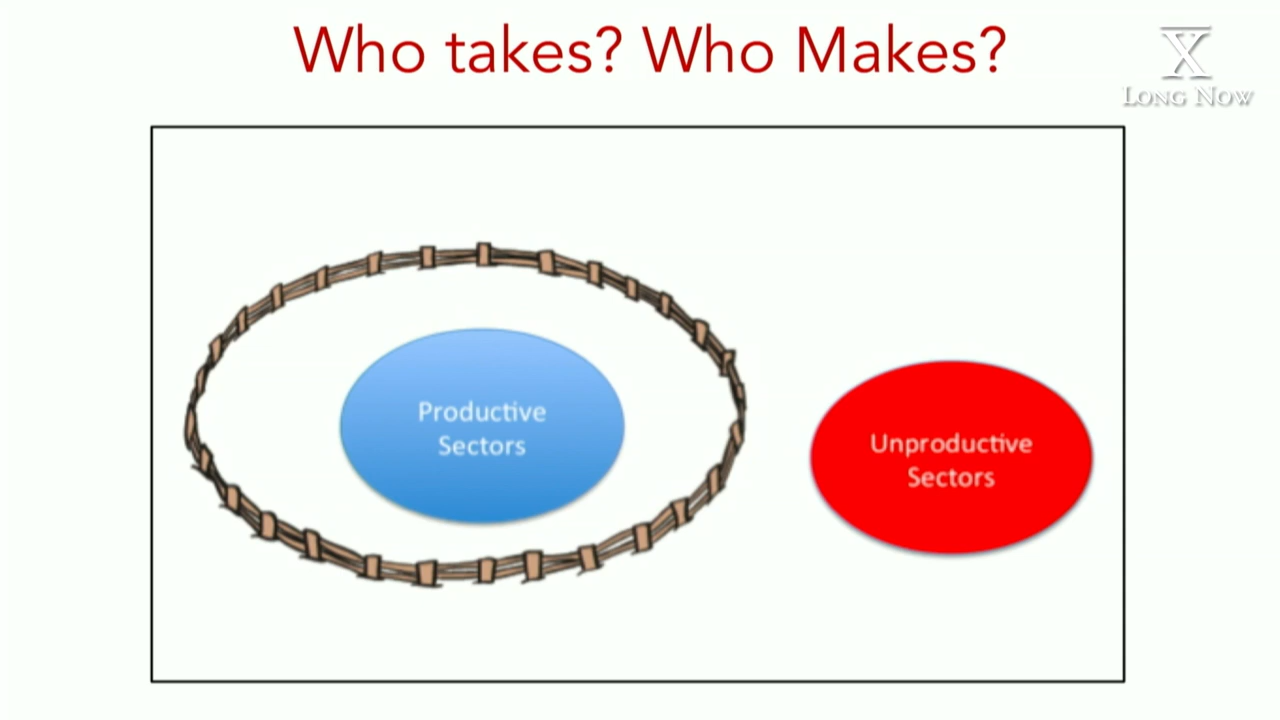 Who takes? Who Makes?
X
LONG NOW
Productive
Sectors
Unproductive
Sectors